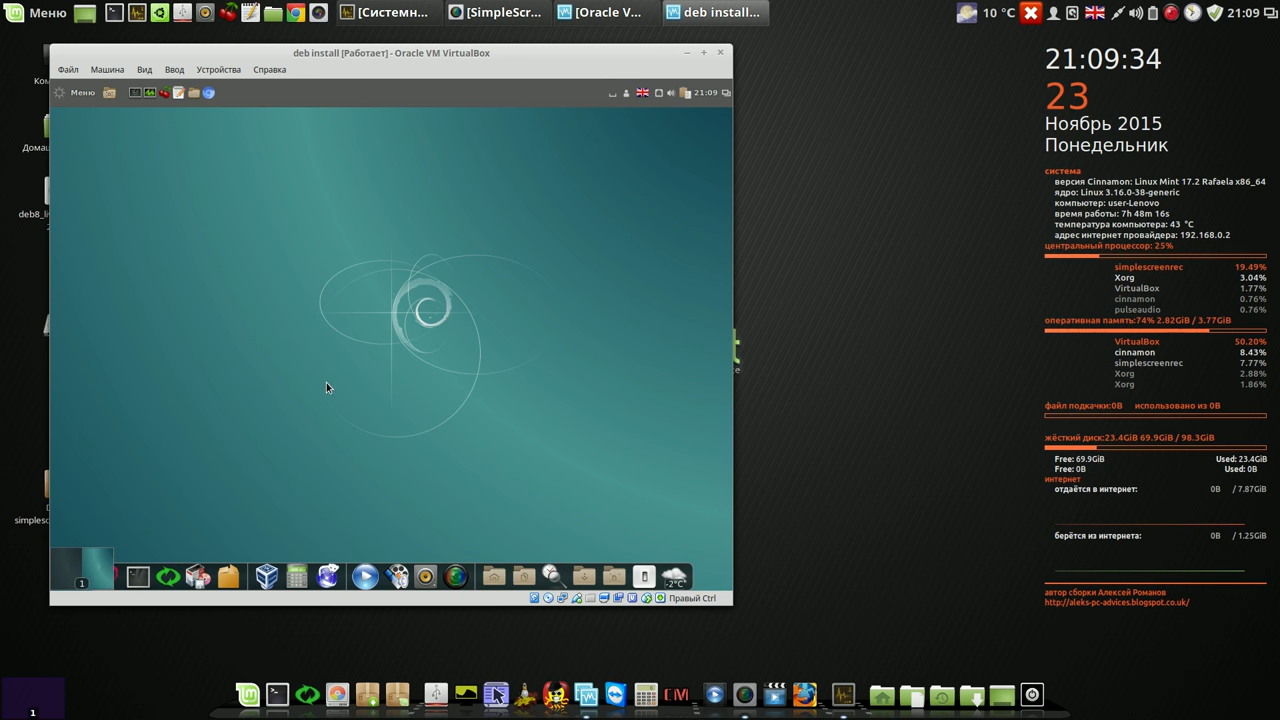 Меню
[Системн...
[SimpleScr...
[Oracle V...
deb install...
10 °C
21:09
deb install [Работает] - Oracle VM VirtualBox
Файл Машина Вид Ввод Устройства Справка
Меню
21:09
1
-2°C
Правый Ctrl
Ком
Домац
deb8_li
simplesc
21:09:34
23
Ноябрь 2015
Понедельник
система
версия Cinnamon: Linux Mint 17.2 Rafaela x86_64
ядро: Linux 3.16.0-38-generic
компьютер: user-Lenovo
время работы: 7h 48m 16s
температура компьютера: 43 °C
адрес интернет провайдера: 192.168.0.2
центральный процессор: 25%
simplescreenrec 19.49%
Xorg 3.04%
VirtualBox 1.77%
cinnamon 0.76%
pulseaudio 0.76%
оперативная память:74% 2.82GiB / 3.77GiB
VirtualBox 50.20%
cinnamon 8.43%
simplescreenrec 7.77%
Xorg 2.88%
Xorg 1.86%
файл подкачки:0B использовано из 0B
жёсткий диск:23.4GiB 69.9GiB / 98.3GiB
Free: 69.9GiB Used: 23.4GiB
Free: 0B Used: 0B
интернет
отдаётся в интернет: 0B / 7.87GiB
берётся из интернета: 0B / 1.25GiB
автор сборки Алексей Романов
http://aleks-pc-advices.blogspot.co.uk/
1